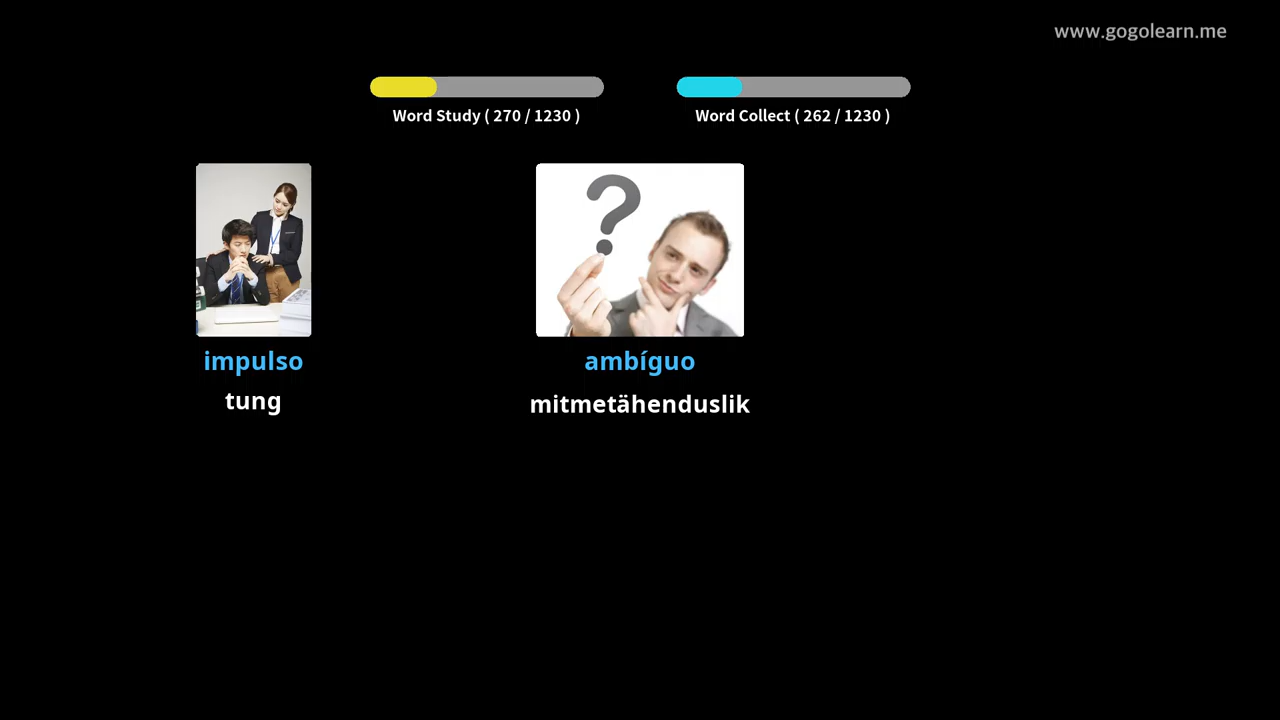 www.gogolearn.me
Word Study ( 270 / 1230 )
Word Collect ( 262 / 1230 )
impulso
tung
ambíguo
mitmetähenduslik